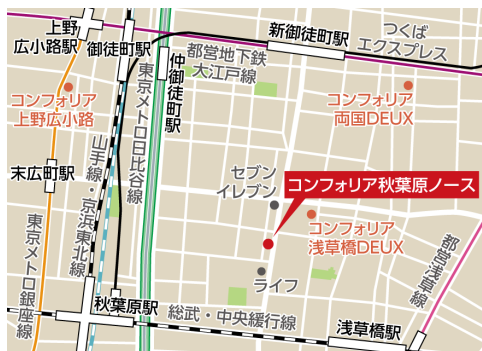 上野
広小路駅
御徒町駅
仲御徒町駅
都営地下鉄
大江戸線
新御徒町駅
つくば
エクスプレス
コンフォリア
上野広小路
コンフォリア
両国DEUX
末広町駅
山手線・京浜東北線
東京メトロ日比谷線
セブン
イレブン
コンフォリア秋葉原ノース
コンフォリア
浅草橋DEUX
都営浅草線
東京メトロ銀座線
ライフ
秋葉原駅
総武・中央緩行線
浅草橋駅